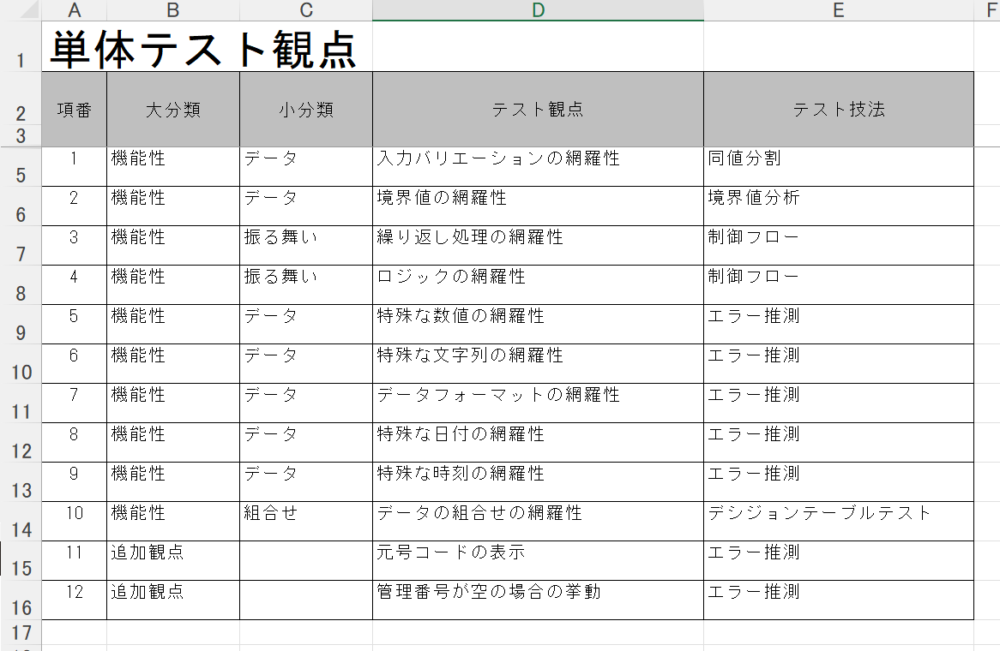 A B C D E F
1 単体テスト観点
2 項番 大分類 小分類 テスト観点 テスト技法
3
5 1 機能性 データ 入力バリエーションの網羅性 同値分割
6 2 機能性 データ 境界値の網羅性 境界値分析
7 3 機能性 振る舞い 繰り返し処理の網羅性 制御フロー
8 4 機能性 振る舞い ロジックの網羅性 制御フロー
9 5 機能性 データ 特殊な数値の網羅性 エラー推測
10 6 機能性 データ 特殊な文字列の網羅性 エラー推測
11 7 機能性 データ データフォーマットの網羅性 エラー推測
12 8 機能性 データ 特殊な日付の網羅性 エラー推測
13 9 機能性 データ 特殊な時刻の網羅性 エラー推測
14 10 機能性 組合せ データの組合せの網羅性 デシジョンテーブルテスト
15 11 追加観点 元号コードの表示 エラー推測
16 12 追加観点 管理番号が空の場合の挙動 エラー推測
17